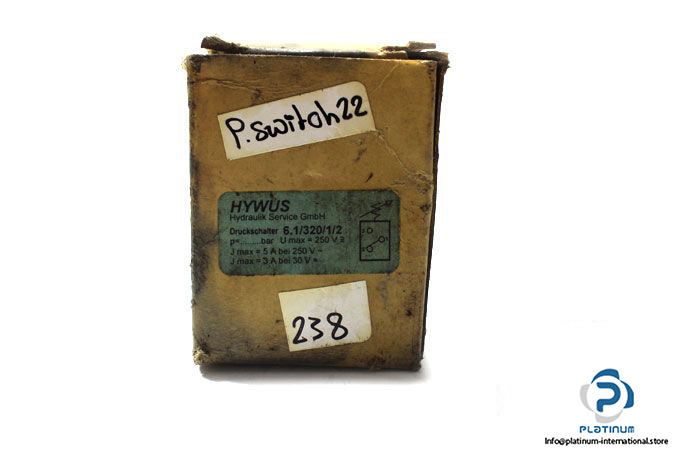 P.switch22
HYWUS
Hydraulik Service GmbH
Druckschalter 6.1/320/1/2
p=.........bar U max = 250 V
J max = 5 A bei 250 V ~
J max = 3 A bei 30 V =
238
PLATINUM
Info@platinum-international.store